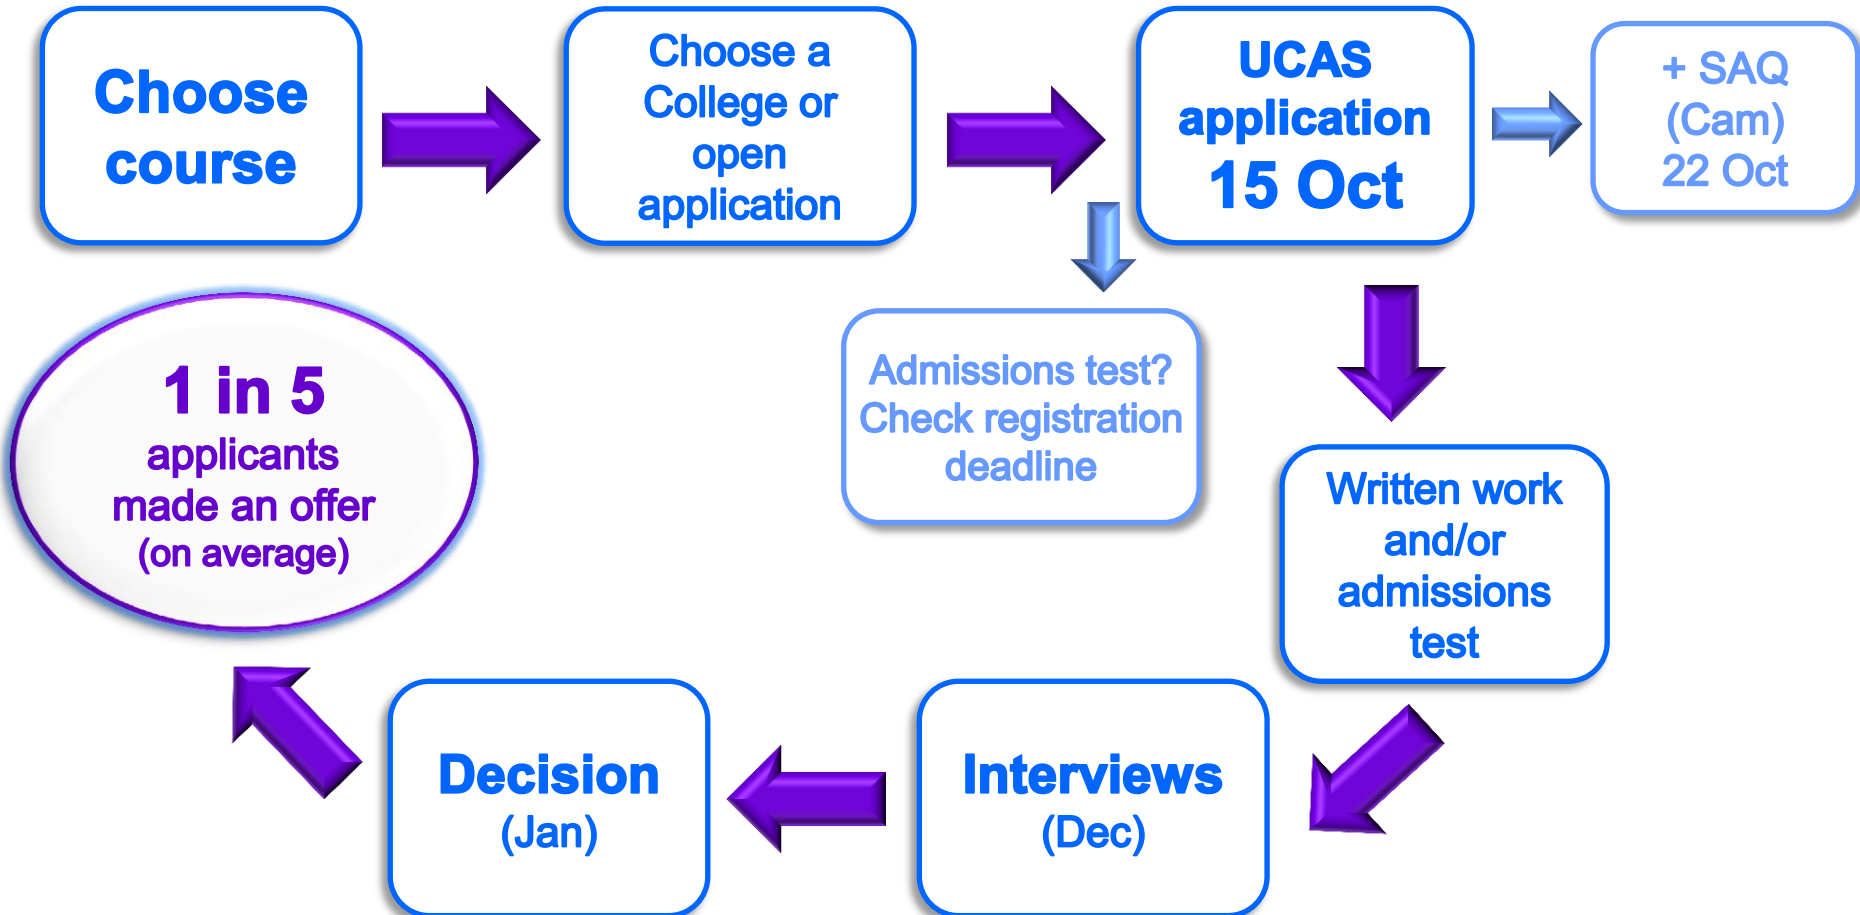 Choose
course
Choose a
College or
open
application
UCAS
application
15 Oct
+ SAQ
(Cam)
22 Oct
Admissions test?
Check registration
deadline
Written work
and/or
admissions
test
Interviews
(Dec)
Decision
(Jan)
1 in 5
applicants
made an offer
(on average)